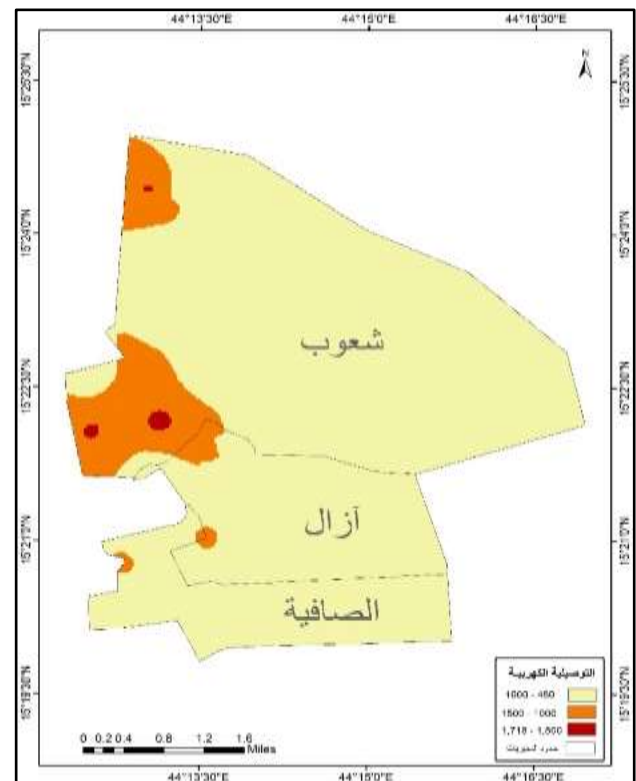 44°13'30"E 44°15'0"E 44°16'30"E
15°25'30"N 15°25'30"N
N
15°24'0"N 15°24'0"N
شعوب
15°22'30"N 15°22'30"N
آزال
15°21'0"N 15°21'0"N
الصافية
التوصيلية الكهربية
1000 - 450
1500 - 1000
1,718 - 1,500
حدود المديريات
15°19'30"N 15°19'30"N
0 0.2 0.4 0.8 1.2 1.6
Miles
44°13'30"E 44°15'0"E 44°16'30"E